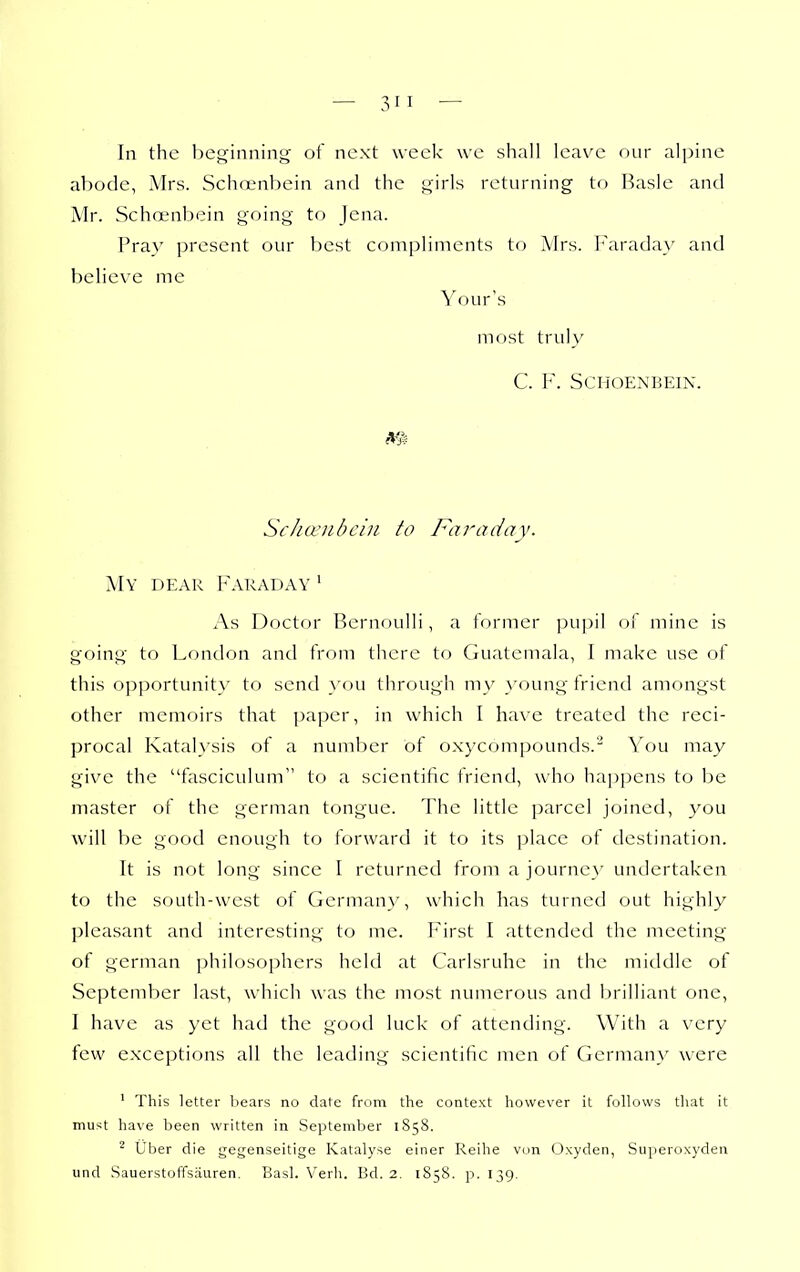 — 311 —
In the beginning of next week we shall leave our alpine
abode, Mrs. Schœnbein and the girls returning to Basle and
Mr. Schœnbein going to Jena.
Pray present our best compliments to Mrs. Faraday and
believe me
Your's
most truly
C. F. SCHOENBEIN.
Schœnbein to Faraday.
MY DEAR FARADAY ¹
As Doctor Bernoulli, a former pupil of mine is
going to London and from there to Guatemala, I make use of
this opportunity to send you through my young friend amongst
other memoirs that paper, in which I have treated the reci-
procal Katalysis of a number of oxycompounds.² You may
give the “fasciculum” to a scientific friend, who happens to be
master of the german tongue. The little parcel joined, you
will be good enough to forward it to its place of destination.
It is not long since I returned from a journey undertaken
to the south-west of Germany, which has turned out highly
pleasant and interesting to me. First I attended the meeting
of german philosophers held at Carlsruhe in the middle of
September last, which was the most numerous and brilliant one,
I have as yet had the good luck of attending. With a very
few exceptions all the leading scientific men of Germany were
¹ This letter bears no date from the context however it follows that it
must have been written in September 1858.
² Über die gegenseitige Katalyse einer Reihe von Oxyden, Superoxyden
und Sauerstoffsäuren. Basl. Verh. Bd. 2. 1858. p. 139.